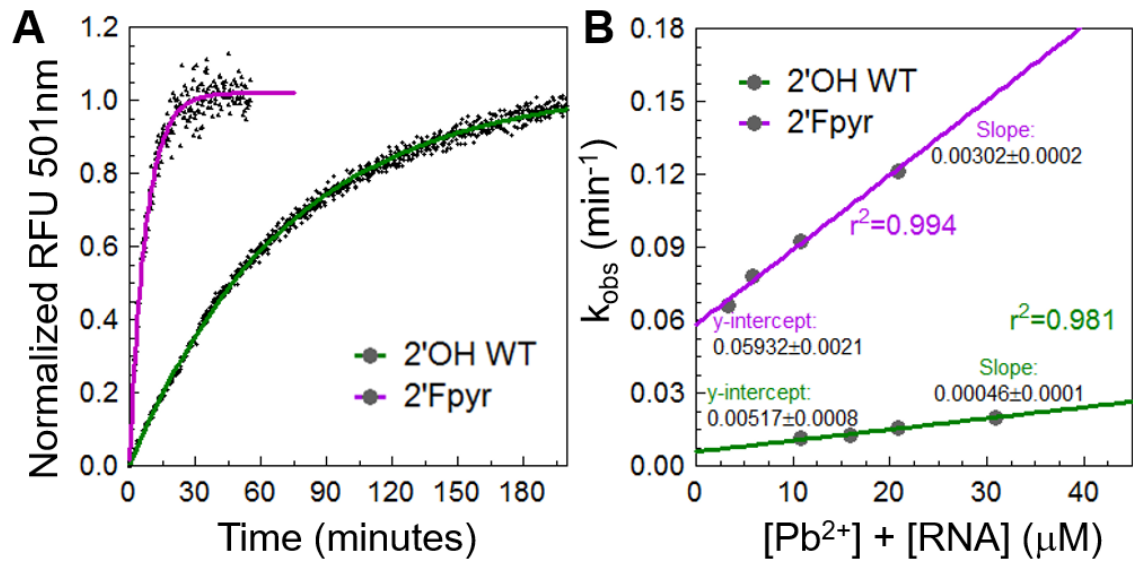 A
Normalized RFU 501nm
1.2
1.0
0.8
0.6
0.4
0.2
0.0
0
30
60
90
120
150
180
Time (minutes)
2'OH WT
2'Fpyr
B
k_obs (min⁻¹)
0.18
0.15
0.12
0.09
0.06
0.03
0.00
0
10
20
30
40
[Pb²⁺] + [RNA] (μM)
2'OH WT
2'Fpyr
Slope:
0.00302±0.0002
r²=0.994
y-intercept:
0.05932±0.0021
r²=0.981
Slope:
0.00046±0.0001
y-intercept:
0.00517±0.0008